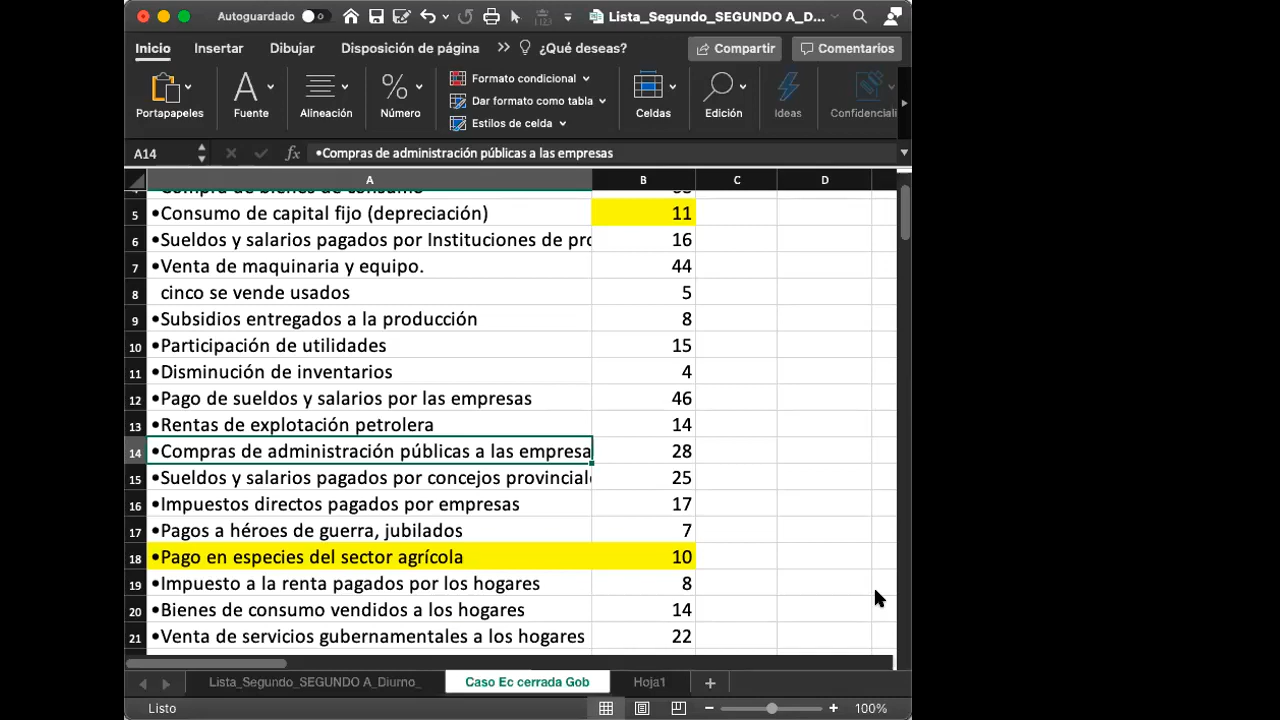 Autoguardado
Lista_Segundo_SEGUNDO A_D...
Inicio Insertar Dibujar Disposición de página >> ¿Qué deseas? Compartir Comentarios
Formato condicional
Dar formato como tabla
Estilos de celda
Portapapeles Fuente Alineación Número Celdas Edición Ideas Confidenciali
A14 fx •Compras de administración públicas a las empresas
A B C D
5 •Consumo de capital fijo (depreciación) 11
6 •Sueldos y salarios pagados por Instituciones de pro 16
7 •Venta de maquinaria y equipo. 44
8 cinco se vende usados 5
9 •Subsidios entregados a la producción 8
10 •Participación de utilidades 15
11 •Disminución de inventarios 4
12 •Pago de sueldos y salarios por las empresas 46
13 •Rentas de explotación petrolera 14
14 •Compras de administración públicas a las empresa 28
15 •Sueldos y salarios pagados por concejos provincial 25
16 •Impuestos directos pagados por empresas 17
17 •Pagos a héroes de guerra, jubilados 7
18 •Pago en especies del sector agrícola 10
19 •Impuesto a la renta pagados por los hogares 8
20 •Bienes de consumo vendidos a los hogares 14
21 •Venta de servicios gubernamentales a los hogares 22
Lista_Segundo_SEGUNDO A_Diurno_ Caso Ec cerrada Gob Hoja1 +
Listo 100%